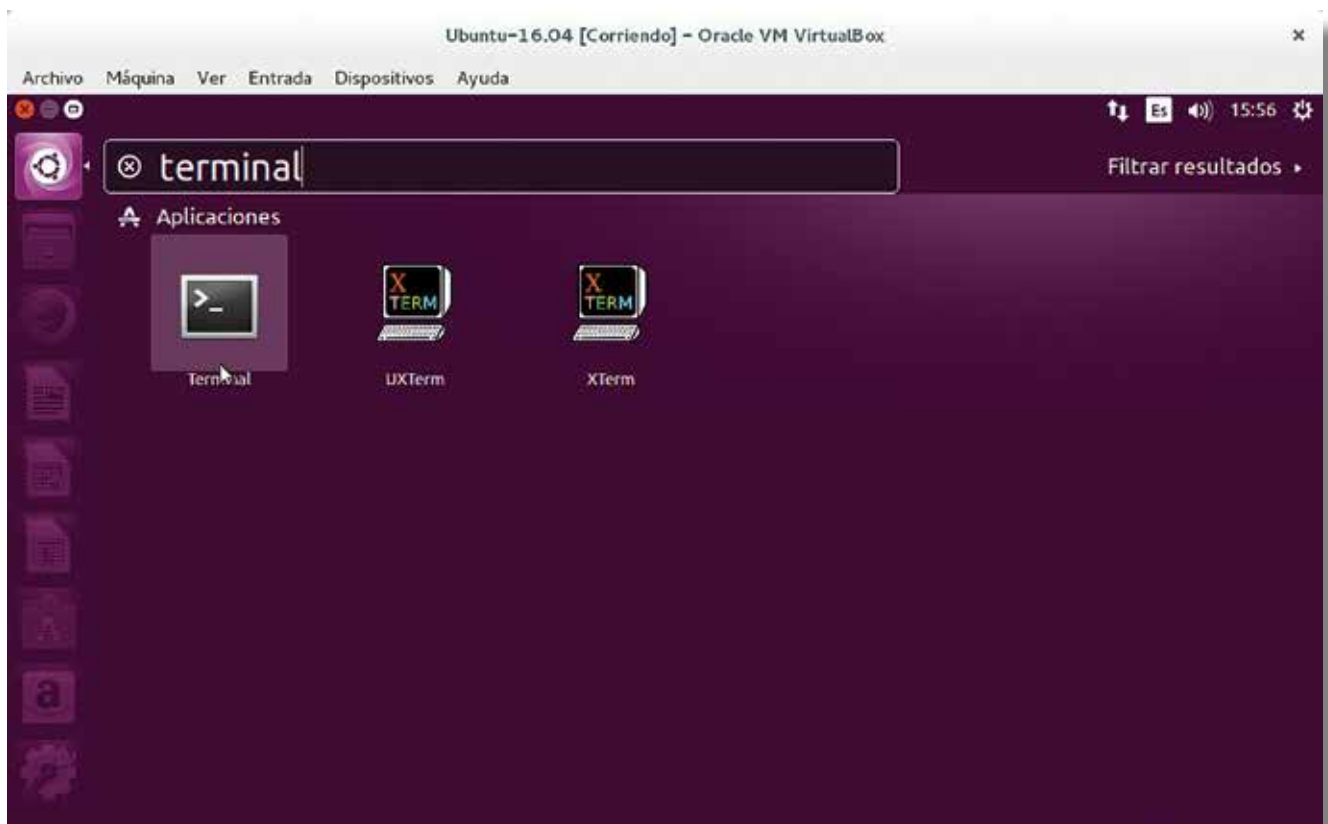 Ubuntu-16.04 [Corriendo] - Oracle VM VirtualBox
Archivo Máquina Ver Entrada Dispositivos Ayuda
Es 15:56
terminal
Filtrar resultados
Aplicaciones
>_
X TERM
X TERM
Terminal UXTerm XTerm
a